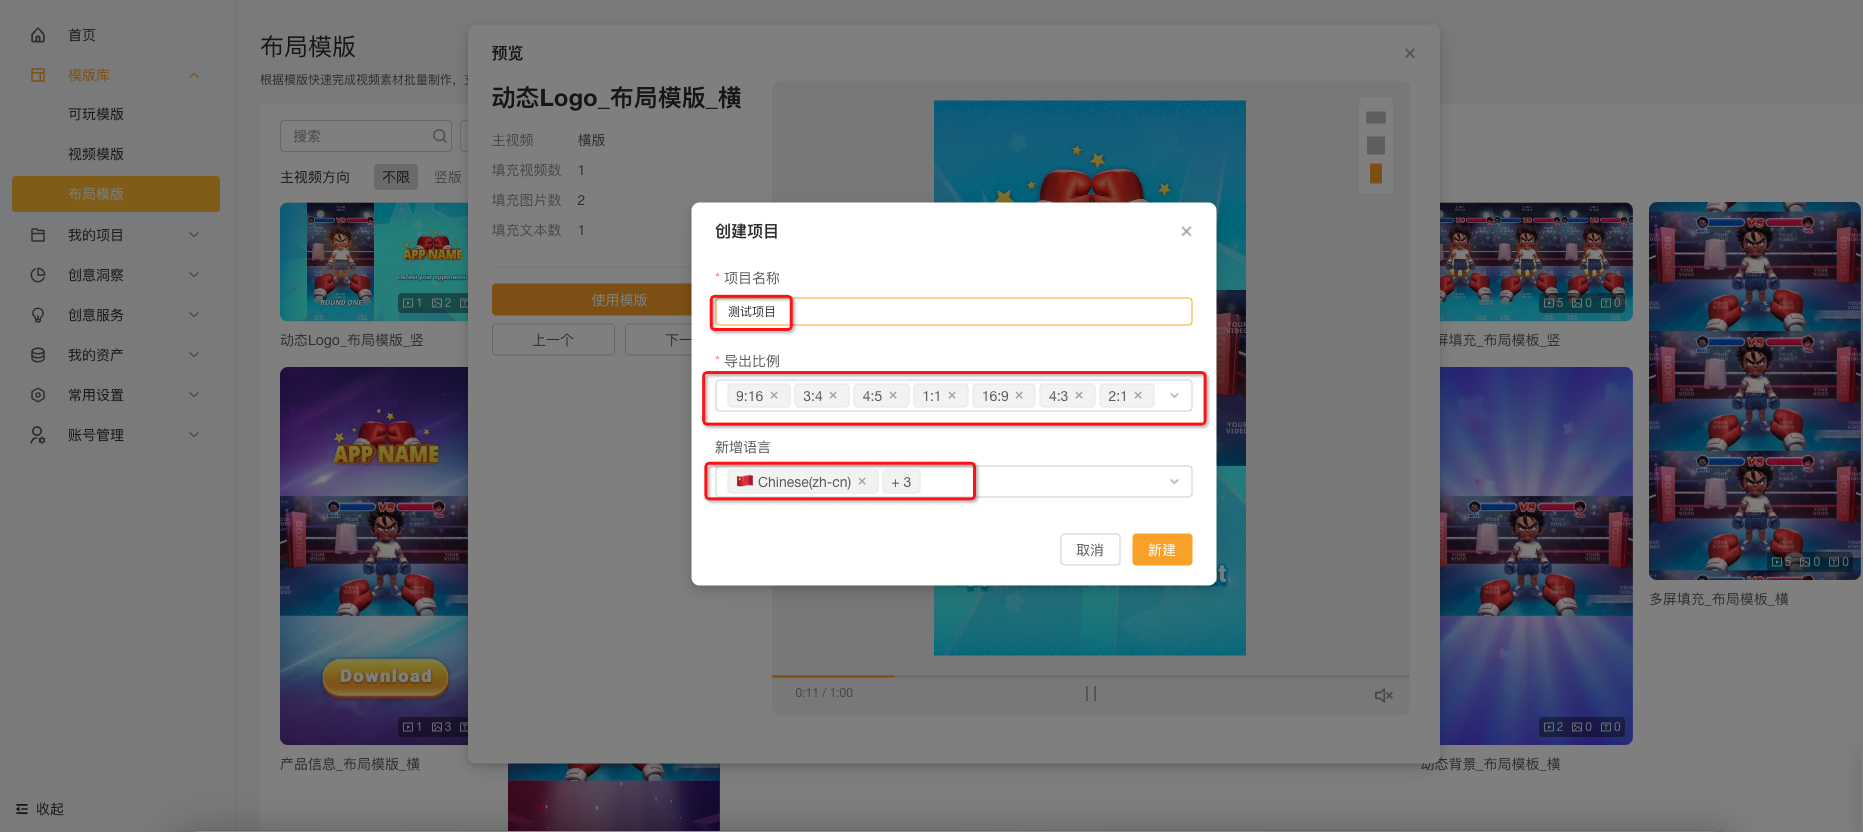 首页
模版库
可玩模版
视频模版
布局模版
我的项目
创意洞察
创意服务
我的资产
常用设置
账号管理
收起
布局模版
根据模版快速完成视频素材批量制作，
搜索
主视频方向
不限
竖版
ROUND ONE
APP NAME
1 2
动态Logo_布局模版_竖
APP NAME
VS
BOXING
YOUR VIDEO
Download
1 3
产品信息_布局模版_横
预览
动态Logo_布局模版_横
主视频 横版
填充视频数 1
填充图片数 2
填充文本数 1
使用模版
上一个
下一
0:11 / 1:00
创建项目
* 项目名称
测试项目
* 导出比例
9:16 3:4 4:5 1:1 16:9 4:3 2:1
新增语言
Chinese(zh-cn) + 3
取消
新建
5 0 0
屏填充_布局模板_竖
VS
2 0 0
动态背景_布局模板_横
VS
VS
VS
5 0 0
多屏填充_布局模板_横